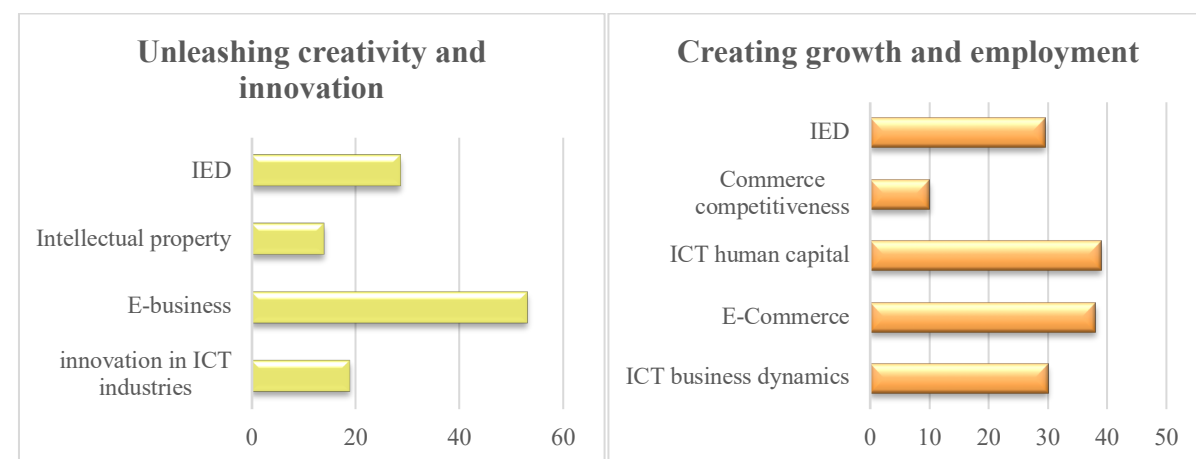 Unleashing creativity and
innovation
IED
Intellectual property
E-business
innovation in ICT
industries
0 20 40 60
Creating growth and employment
IED
Commerce
competitiveness
ICT human capital
E-Commerce
ICT business dynamics
0 10 20 30 40 50